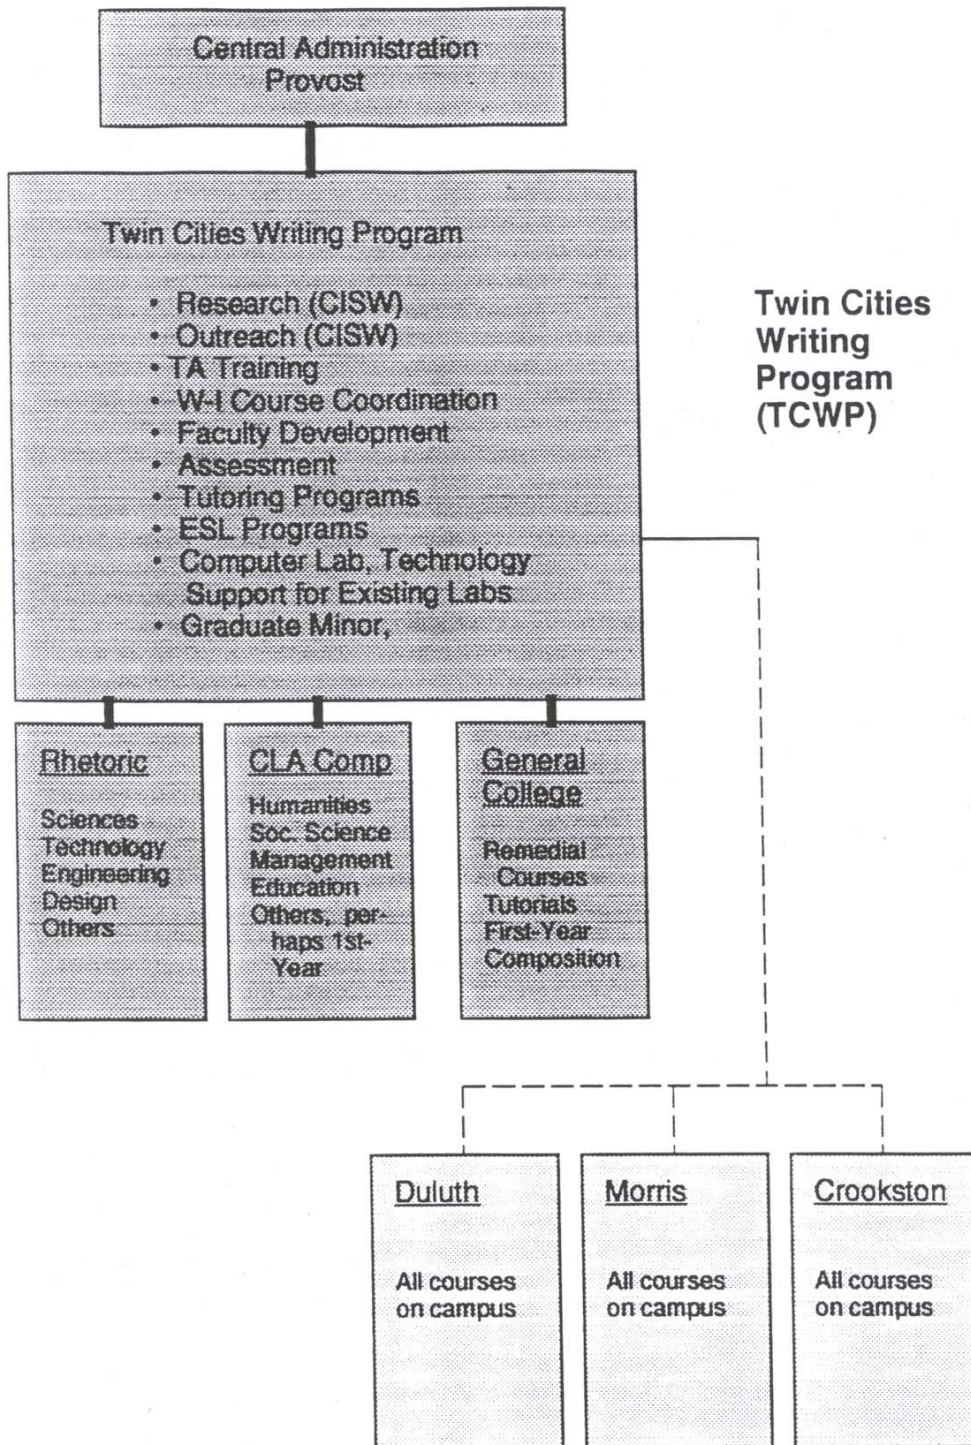 Central Administration
Provost
Twin Cities Writing Program
• Research (CISW)
• Outreach (CISW)
• TA Training
• W-I Course Coordination
• Faculty Development
• Assessment
• Tutoring Programs
• ESL Programs
• Computer Lab, Technology
Support for Existing Labs
• Graduate Minor,
Twin Cities
Writing
Program
(TCWP)
Rhetoric
Sciences
Technology
Engineering
Design
Others
CLA Comp
Humanities
Soc. Science
Management
Education
Others, per-
haps 1st-
Year
General
College
Remedial
Courses
Tutorials
First-Year
Composition
Duluth
All courses
on campus
Morris
All courses
on campus
Crookston
All courses
on campus